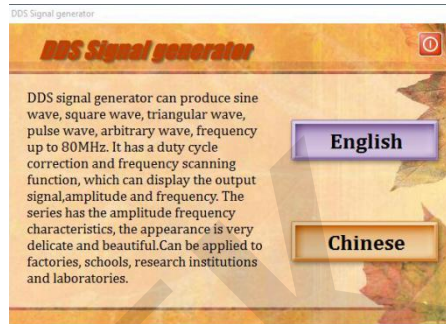 DDS Signal generator
DDS Signal generator
DDS signal generator can produce sine
wave, square wave, triangular wave,
pulse wave, arbitrary wave, frequency
up to 80MHz. It has a duty cycle
correction and frequency scanning
function, which can display the output
signal,amplitude and frequency. The
series has the amplitude frequency
characteristics, the appearance is very
delicate and beautiful.Can be applied to
factories, schools, research institutions
and laboratories.
English
Chinese